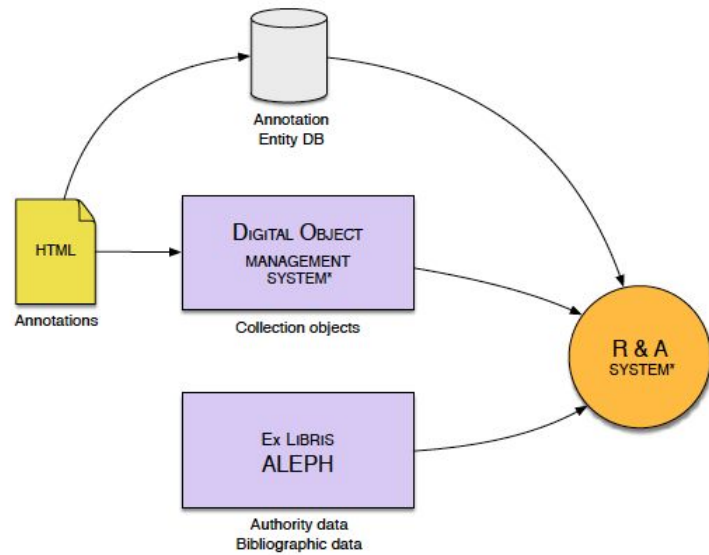 Annotation
Entity DB
HTML
Annotations
DIGITAL OBJECT
MANAGEMENT
SYSTEM*
Collection objects
R & A
SYSTEM*
EX LIBRIS
ALEPH
Authority data
Bibliographic data